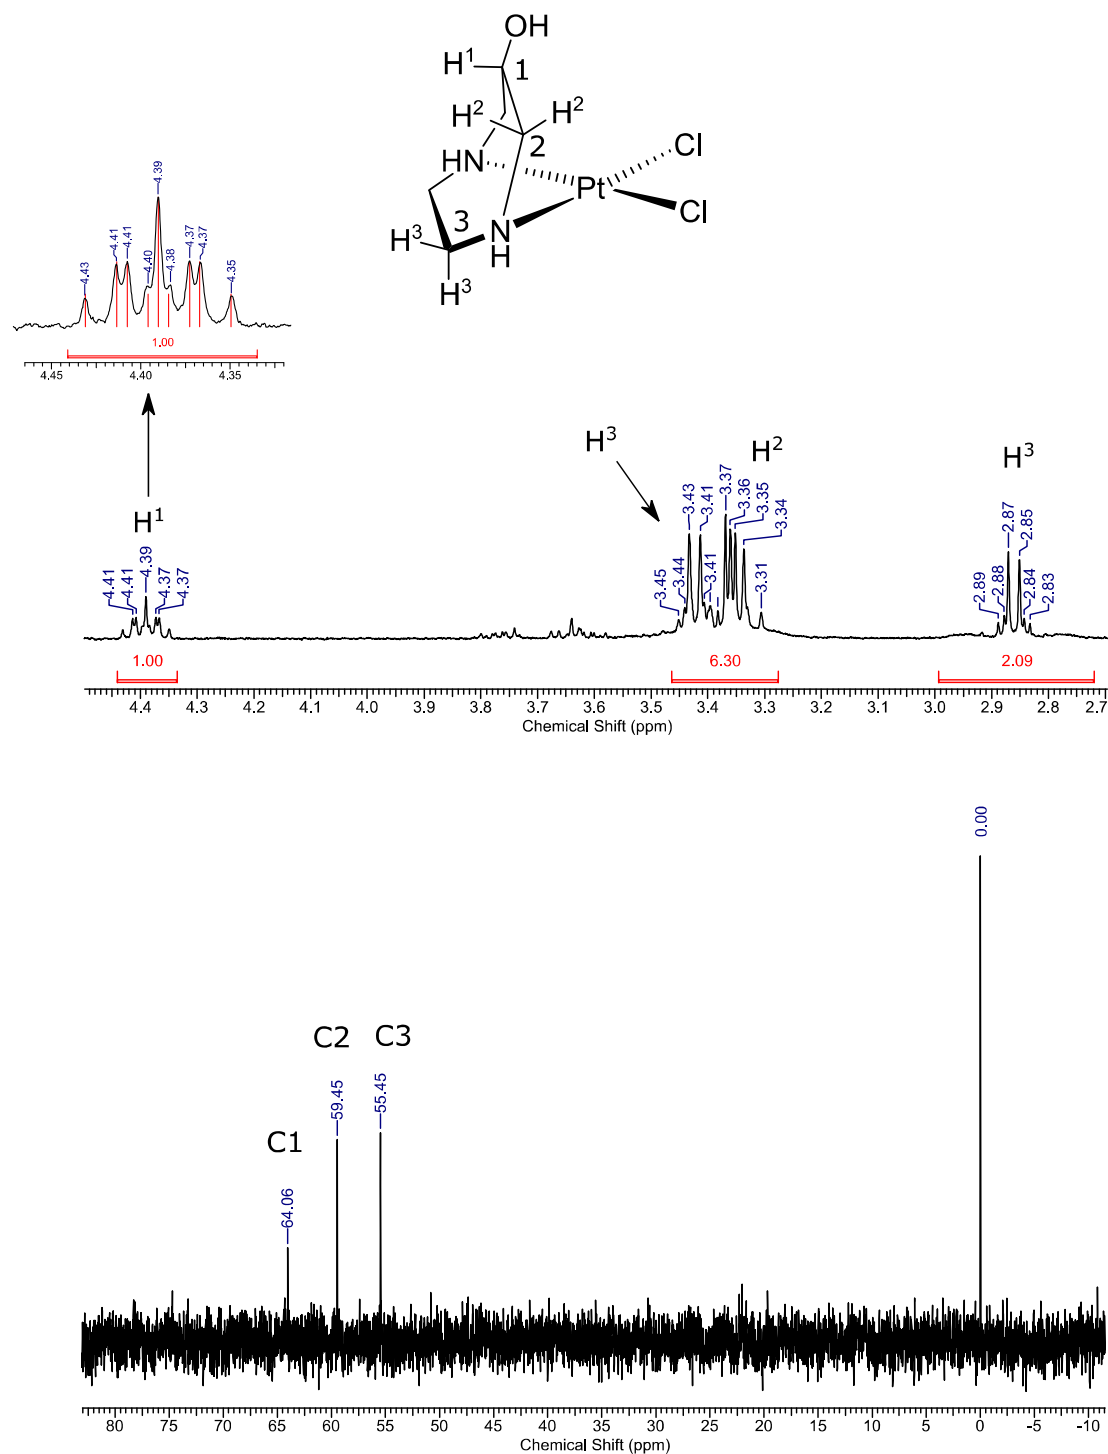 OH
H1 1
H2 H2
2
HN Cl
Pt
Cl
3 N
H3 H
H3
4.43 4.41 4.41 4.40 4.39 4.38 4.37 4.37 4.35
1.00
4.45 4.40 4.35
H1
H3
H2
H3
4.41 4.41 4.39 4.37 4.37
3.45 3.44 3.43 3.41 3.41 3.37 3.36 3.35 3.34 3.31
2.89 2.88 2.87 2.85 2.84 2.83
1.00 6.30 2.09
4.4 4.3 4.2 4.1 4.0 3.9 3.8 3.7 3.6 3.5 3.4 3.3 3.2 3.1 3.0 2.9 2.8 2.7
Chemical Shift (ppm)
0.00
C2 C3
59.45 55.45
C1
64.06
80 75 70 65 60 55 50 45 40 35 30 25 20 15 10 5 0 -5 -10
Chemical Shift (ppm)